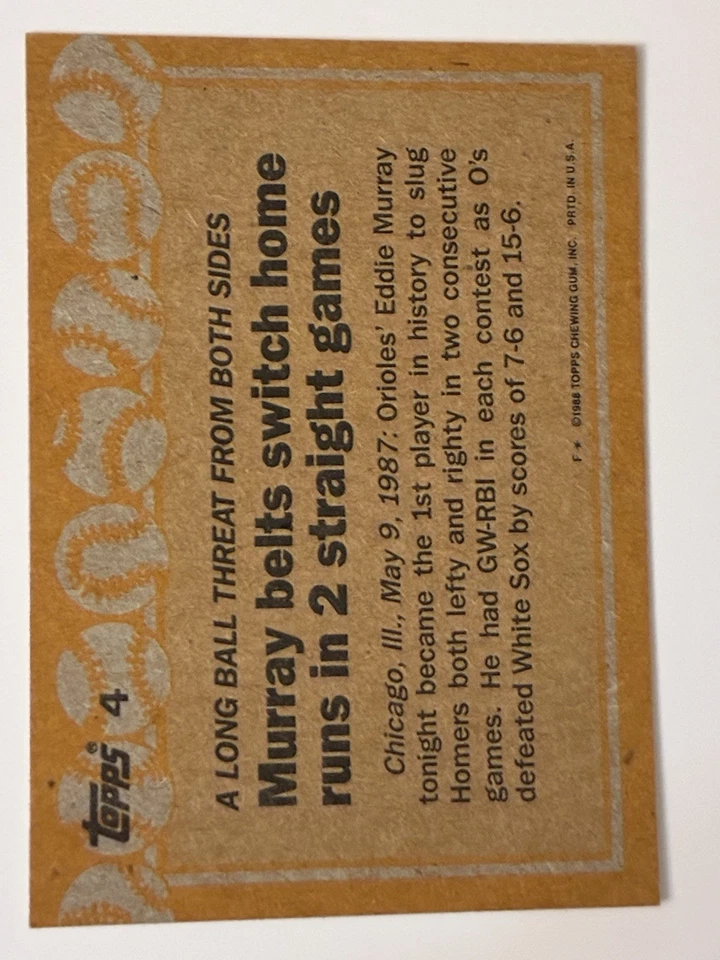 Topps® 4
A LONG BALL THREAT FROM BOTH SIDES
Murray belts switch home
runs in 2 straight games
Chicago, Ill., May 9, 1987: Orioles' Eddie Murray
tonight became the 1st player in history to slug
Homers both lefty and righty in two consecutive
games. He had GW-RBI in each contest as O's
defeated White Sox by scores of 7-6 and 15-6.
F* ©1988 TOPPS CHEWING GUM, INC. PRTD. IN U.S.A.